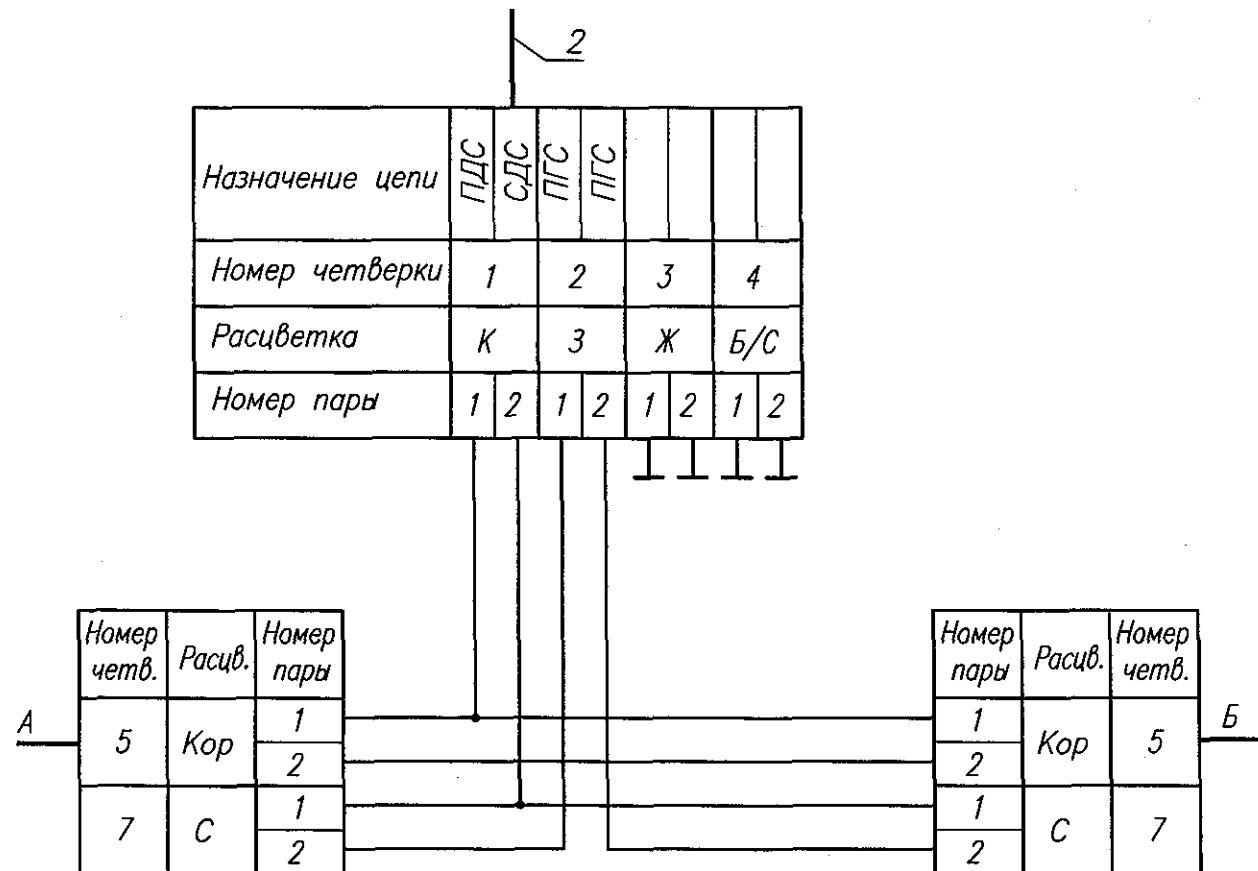 2
Назначение цепи ПДС СДС ПГС ПГС
Номер четверки 1 2 3 4
Расцветка К З Ж Б/С
Номер пары 1 2 1 2 1 2 1 2
Номер четв. Расцв. Номер пары
А
5 Кор 1
2
7 С 1
2
Номер пары Расцв. Номер четв.
1 Кор 5
2
1 С 7
2
Б